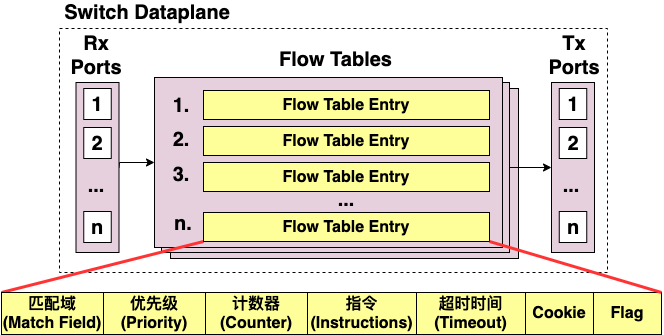 Switch Dataplane
Rx
Ports
Flow Tables
Tx
Ports
1
2
...
n
1. Flow Table Entry
2. Flow Table Entry
3. Flow Table Entry
...
n. Flow Table Entry
1
2
...
n
匹配域
(Match Field)
优先级
(Priority)
计数器
(Counter)
指令
(Instructions)
超时时间
(Timeout)
Cookie
Flag